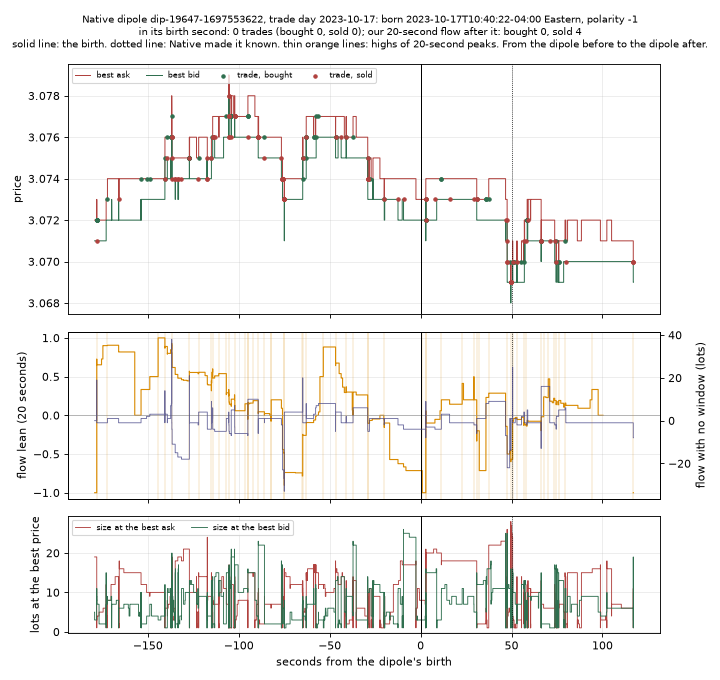 Native dipole dip-19647-1697553622, trade day 2023-10-17: born 2023-10-17T10:40:22-04:00 Eastern, polarity -1
in its birth second: 0 trades (bought 0, sold 0); our 20-second flow after it: bought 0, sold 4
solid line: the birth. dotted line: Native made it known. thin orange lines: highs of 20-second peaks. From the dipole before to the dipole after.
best ask
best bid
trade, bought
trade, sold
3.078
3.076
3.074
3.072
3.070
3.068
price
1.0
0.5
0.0
−0.5
−1.0
flow lean (20 seconds)
40
20
0
−20
flow with no window (lots)
size at the best ask
size at the best bid
20
10
0
lots at the best price
−150
−100
−50
0
50
100
seconds from the dipole's birth